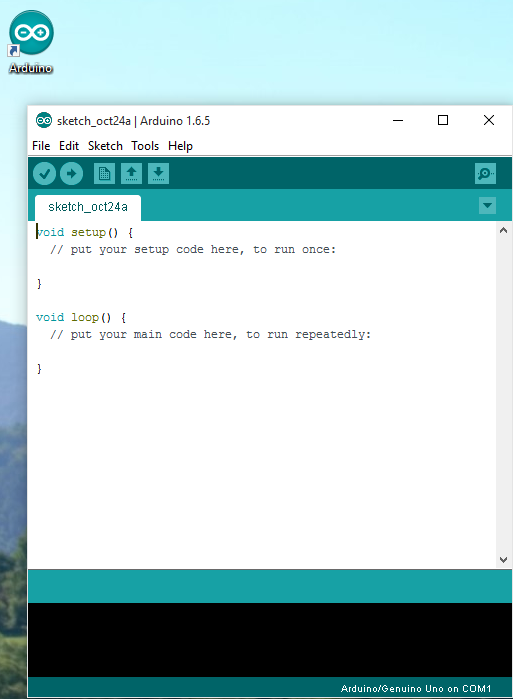 Arduino
sketch_oct24a | Arduino 1.6.5
File Edit Sketch Tools Help
sketch_oct24a
void setup() {
  // put your setup code here, to run once:
}
void loop() {
  // put your main code here, to run repeatedly:
}
Arduino/Genuino Uno on COM1